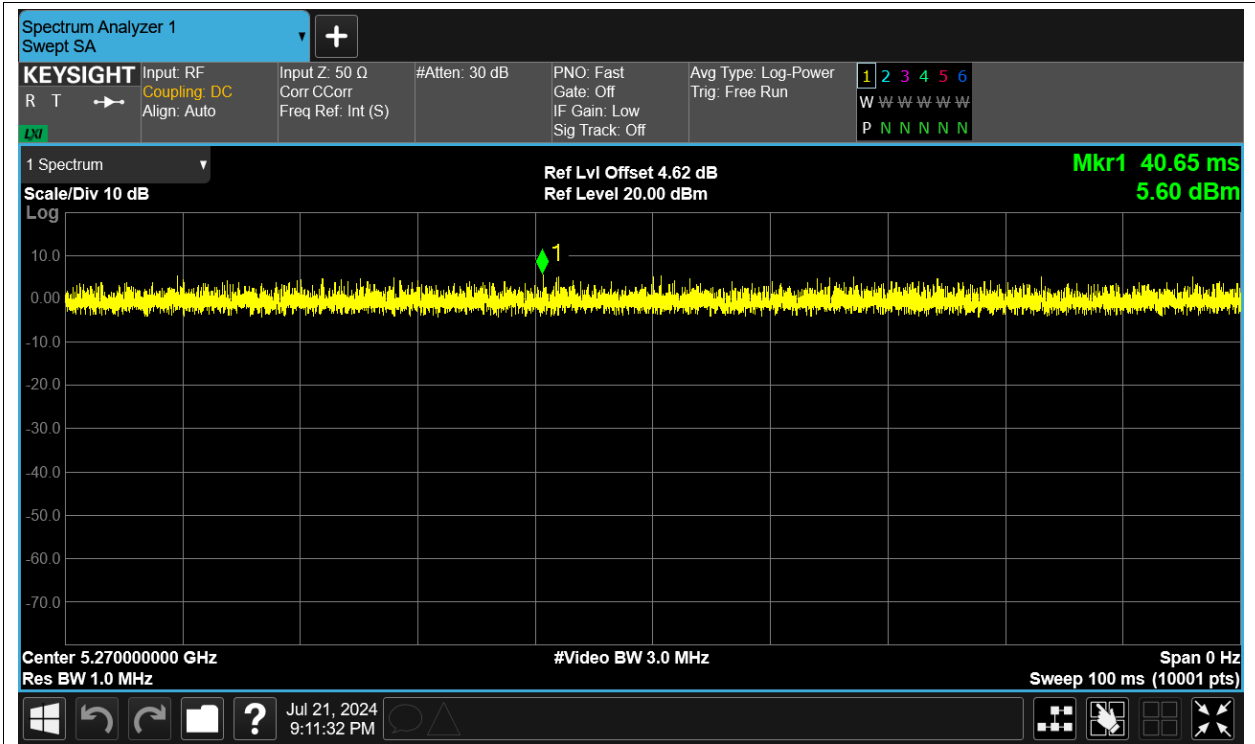 Spectrum Analyzer 1
Swept SA
KEYSIGHT
R T
LXI
Input: RF
Coupling: DC
Align: Auto
Input Z: 50 Ω
Corr CCorr
Freq Ref: Int (S)
#Atten: 30 dB
PNO: Fast
Gate: Off
IF Gain: Low
Sig Track: Off
Avg Type: Log-Power
Trig: Free Run
1 2 3 4 5 6
W W W W W W
P N N N N N
1 Spectrum
Scale/Div 10 dB
Ref Lvl Offset 4.62 dB
Ref Level 20.00 dBm
Mkr1 40.65 ms
5.60 dBm
Log
10.0
0.00
-10.0
-20.0
-30.0
-40.0
-50.0
-60.0
-70.0
1
Center 5.270000000 GHz
Res BW 1.0 MHz
#Video BW 3.0 MHz
Span 0 Hz
Sweep 100 ms (10001 pts)
?
Jul 21, 2024
9:11:32 PM